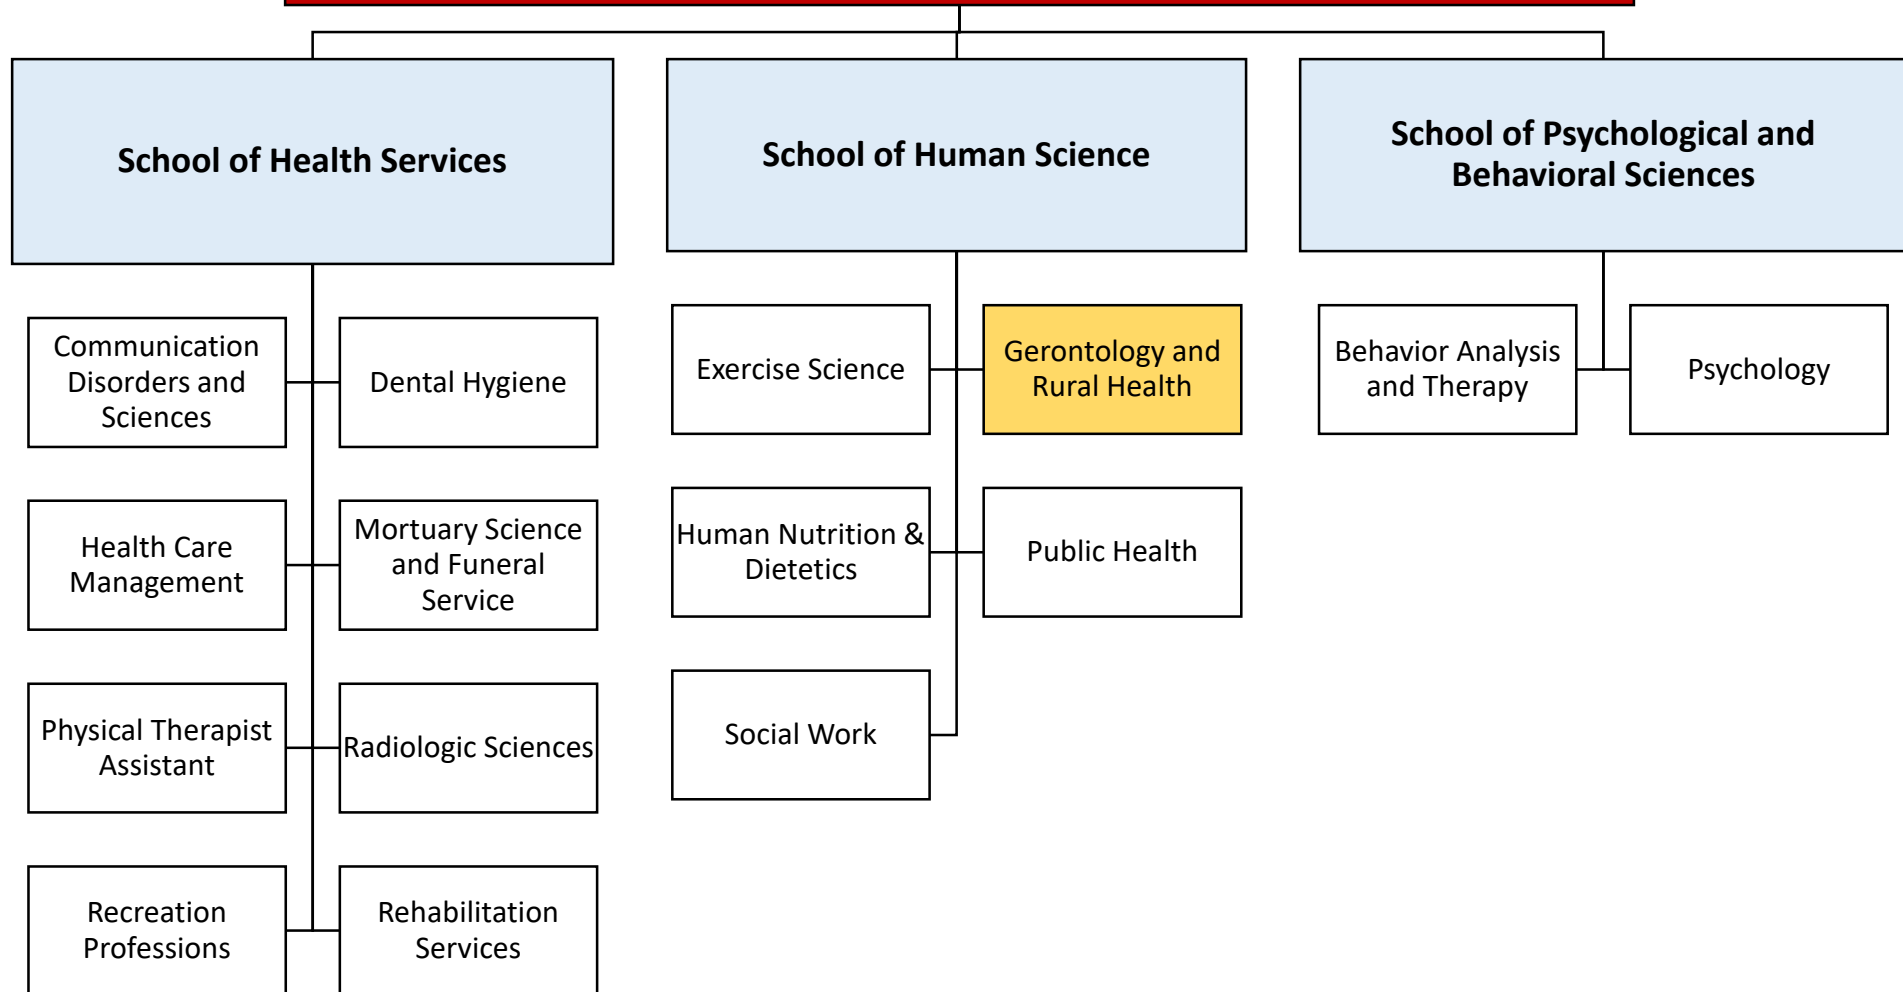 School of Health Services
School of Human Science
School of Psychological and
Behavioral Sciences
Communication
Disorders and
Sciences
Dental Hygiene
Health Care
Management
Mortuary Science
and Funeral
Service
Physical Therapist
Assistant
Radiologic Sciences
Recreation
Professions
Rehabilitation
Services
Exercise Science
Gerontology and
Rural Health
Human Nutrition &
Dietetics
Public Health
Social Work
Behavior Analysis
and Therapy
Psychology